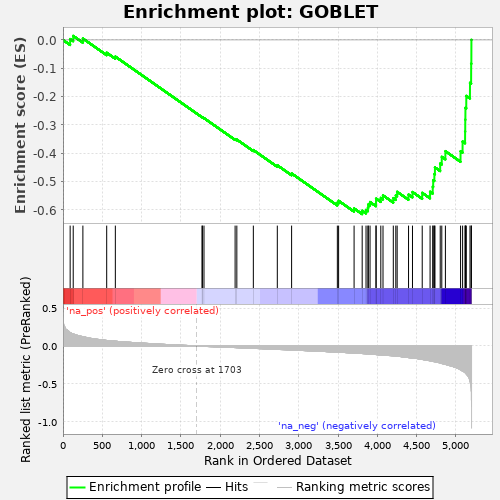 Enrichment plot: GOBLET
Enrichment score (ES)
0.0
-0.1
-0.2
-0.3
-0.4
-0.5
-0.6
'na_pos' (positively correlated)
Ranked list metric (PreRanked)
0.5
0.0
-0.5
-1.0
Zero cross at 1703
'na_neg' (negatively correlated)
0
500
1,000
1,500
2,000
2,500
3,000
3,500
4,000
4,500
5,000
Rank in Ordered Dataset
Enrichment profile
Hits
Ranking metric scores